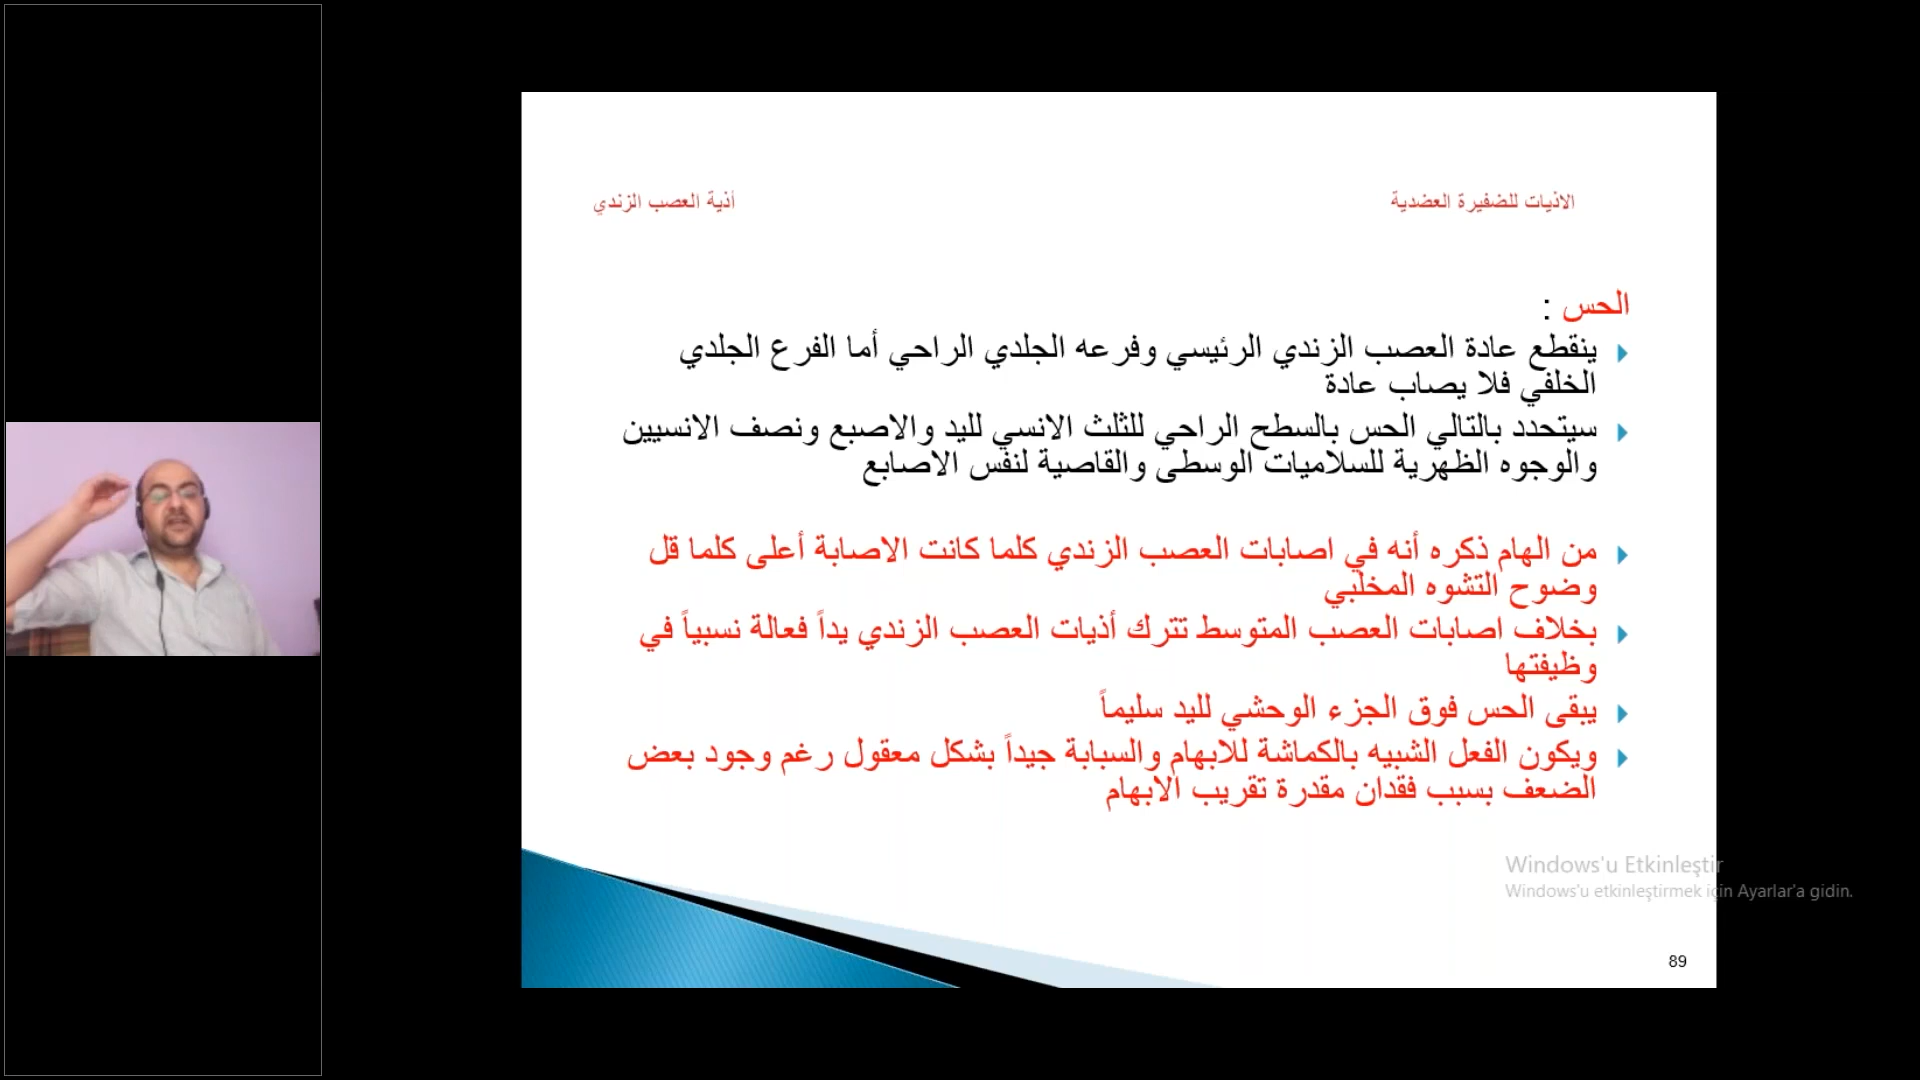 الاذيات للضفيرة العضدية
أذية العصب الزندي
الحس :
ينقطع عادة العصب الزندي الرئيسي وفرعه الجلدي الراحي أما الفرع الجلدي
الخلفي فلا يصاب عادة
سيتحدد بالتالي الحس بالسطح الراحي للثلث الانسي لليد والاصبع ونصف الانسيين
والوجوه الظهرية للسلاميات الوسطى والقاصية لنفس الاصابع
من الهام ذكره أنه في اصابات العصب الزندي كلما كانت الاصابة أعلى كلما قل
وضوح التشوه المخلبي
بخلاف اصابات العصب المتوسط تترك أذيات العصب الزندي يداً فعالة نسبياً في
وظيفتها
يبقى الحس فوق الجزء الوحشي لليد سليماً
ويكون الفعل الشبيه بالكماشة للابهام والسبابة جيداً بشكل معقول رغم وجود بعض
الضعف بسبب فقدان مقدرة تقريب الابهام
Windows'u Etkinleştir
Windows'u etkinleştirmek için Ayarlar'a gidin.
89